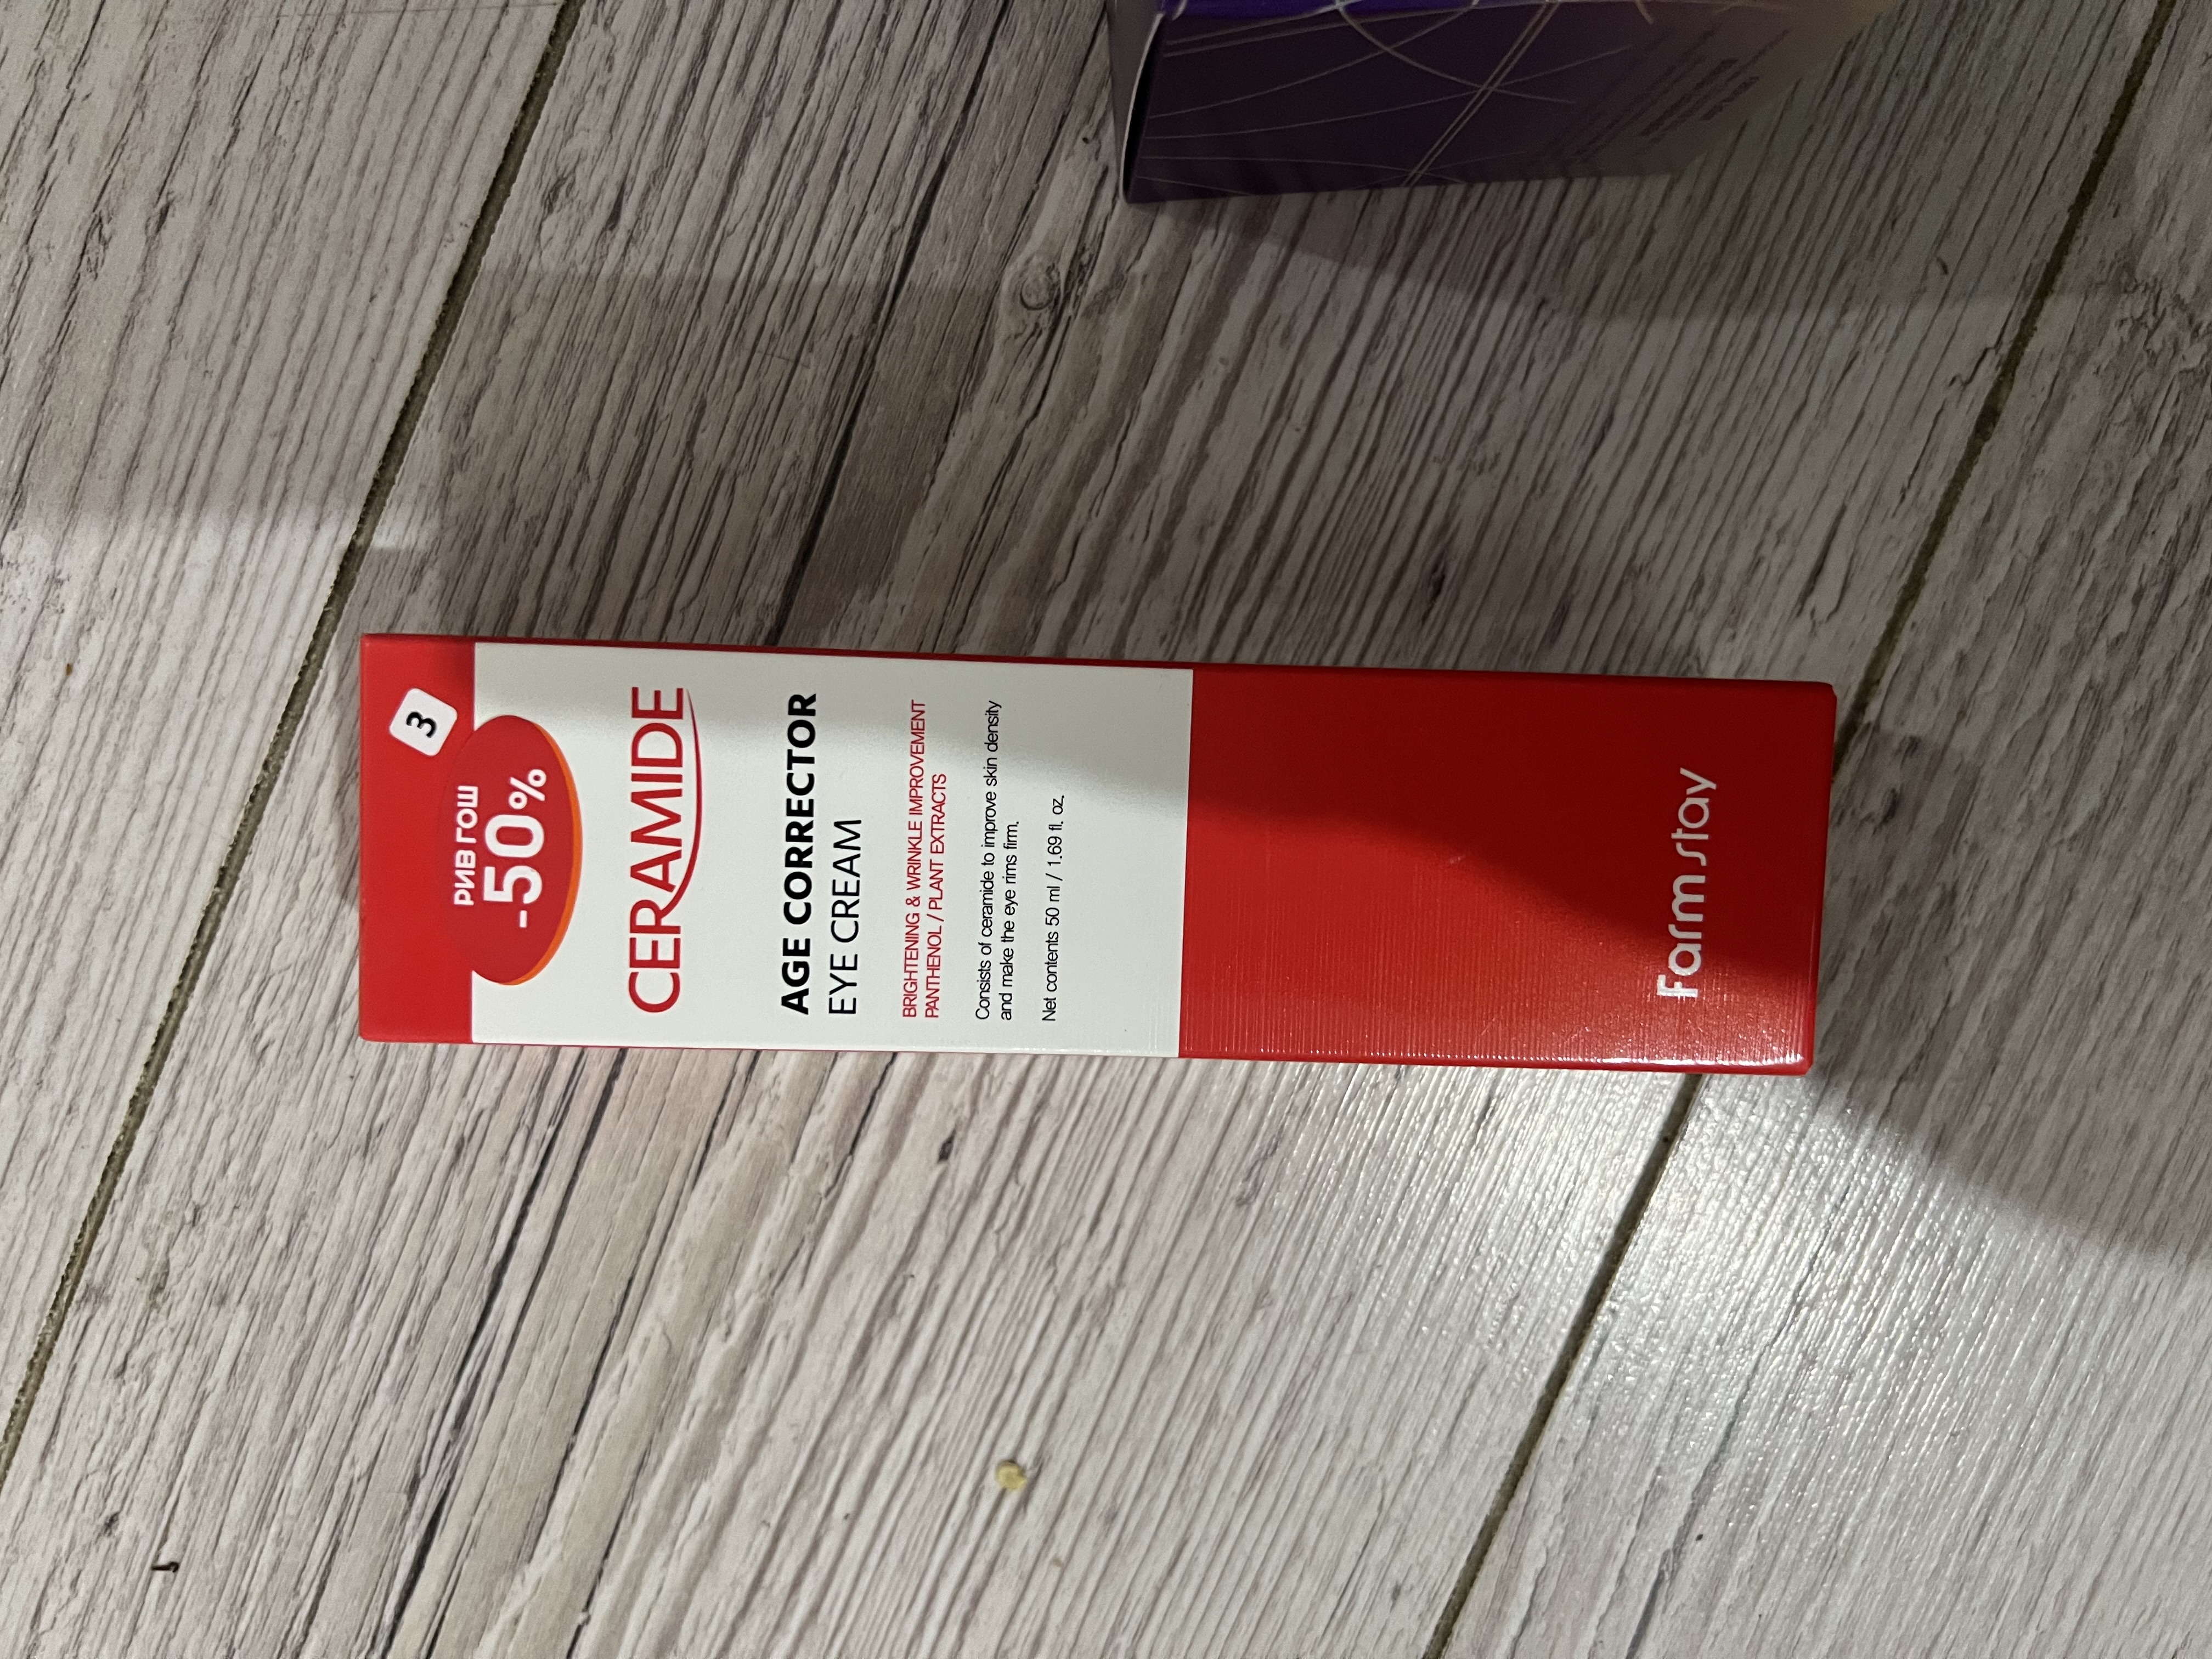 3
РИВ ГОШ
-50%
CERAMIDE
AGE CORRECTOR
EYE CREAM
BRIGHTENING & WRINKLE IMPROVEMENT
PANTHENOL / PLANT EXTRACTS
Consists of ceramide to improve skin density
and make the eye rims firm.
Net contents 50 ml / 1.69 fl. oz.
Farm stay